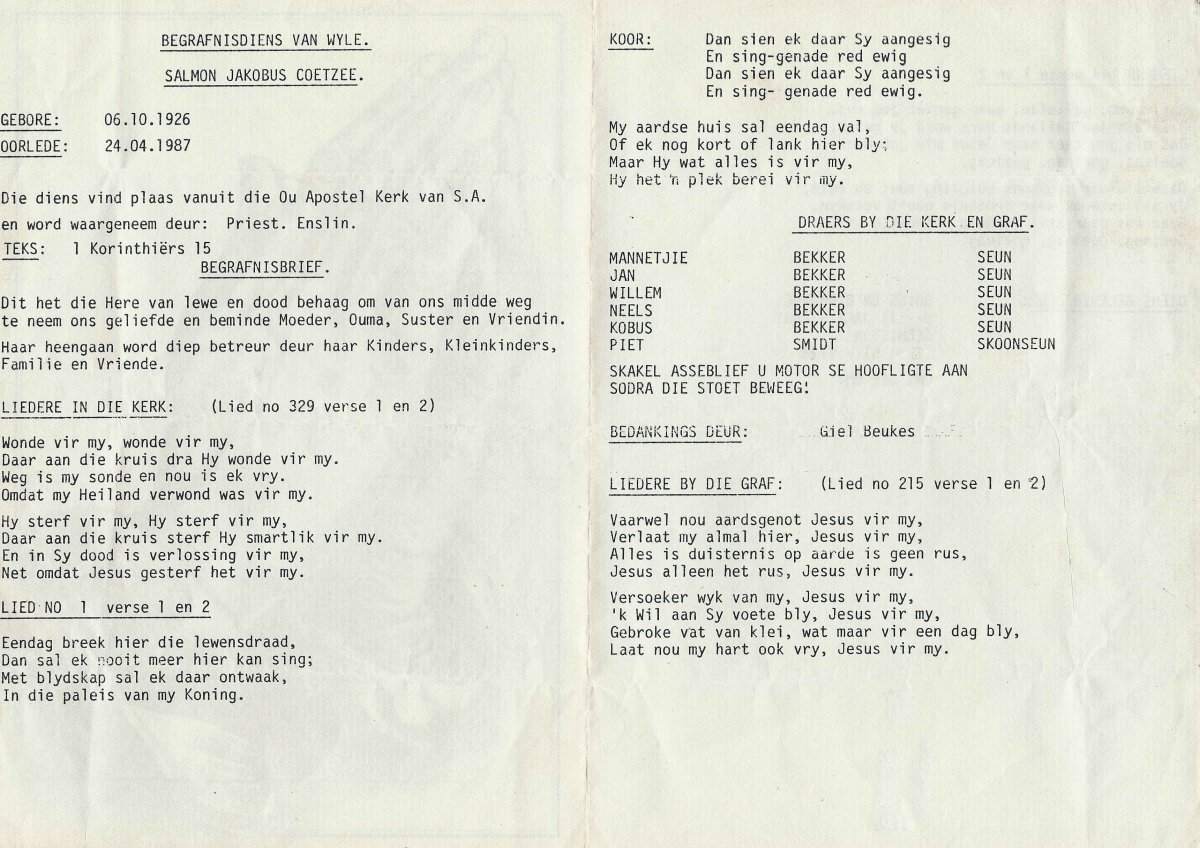 BEGRAFNISDIENS VAN WYLE.
SALMON JAKOBUS COETZEE.
GEBORE: 06.10.1926
OORLEDE: 24.04.1987
Die diens vind plaas vanuit die Ou Apostel Kerk van S.A.
en word waargeneem deur: Priest. Enslin.
TEKS: 1 Korinthiërs 15
BEGRAFNISBRIEF.
Dit het die Here van lewe en dood behaag om van ons midde weg
te neem ons geliefde en beminde Moeder, Ouma, Suster en Vriendin.
Haar heengaan word diep betreur deur haar Kinders, Kleinkinders,
Familie en Vriende.
LIEDERE IN DIE KERK: (Lied no 329 verse 1 en 2)
Wonde vir my, wonde vir my,
Daar aan die kruis dra Hy wonde vir my.
Weg is my sonde en nou is ek vry.
Omdat my Heiland verwond was vir my.
Hy sterf vir my, Hy sterf vir my,
Daar aan die kruis sterf Hy smartlik vir my.
En in Sy dood is verlossing vir my,
Net omdat Jesus gesterf het vir my.
LIED NO 1 verse 1 en 2
Eendag breek hier die lewensdraad,
Dan sal ek nooit meer hier kan sing;
Met blydskap sal ek daar ontwaak,
In die paleis van my Koning.
KOOR: Dan sien ek daar Sy aangesig
En sing-genade red ewig
Dan sien ek daar Sy aangesig
En sing- genade red ewig.
My aardse huis sal eendag val,
Of ek nog kort of lank hier bly;
Maar Hy wat alles is vir my,
Hy het 'n plek berei vir my.
DRAERS BY DIE KERK EN GRAF.
MANNETJIE BEKKER SEUN
JAN BEKKER SEUN
WILLEM BEKKER SEUN
NEELS BEKKER SEUN
KOBUS BEKKER SEUN
PIET SMIDT SKOONSEUN
SKAKEL ASSEBLIEF U MOTOR SE HOOFLIGTE AAN
SODRA DIE STOET BEWEEG!
BEDANKINGS DEUR: Giel Beukes
LIEDERE BY DIE GRAF: (Lied no 215 verse 1 en 2)
Vaarwel nou aardsgenot Jesus vir my,
Verlaat my almal hier, Jesus vir my,
Alles is duisternis op aarde is geen rus,
Jesus alleen het rus, Jesus vir my.
Versoeker wyk van my, Jesus vir my,
'k Wil aan Sy voete bly, Jesus vir my,
Gebroke vat van klei, wat maar vir een dag bly,
Laat nou my hart ook vry, Jesus vir my.